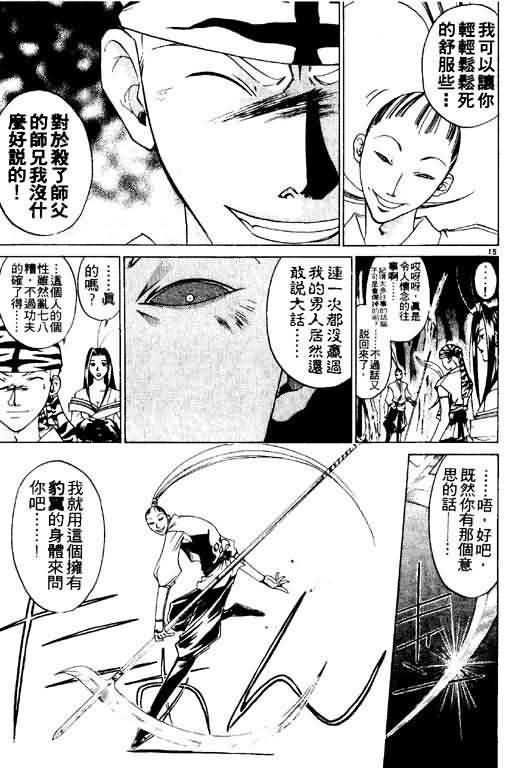 我可以讓你
輕輕鬆鬆死
的舒服些…
對於殺了師父
的師兄我沒什
麼好説的！
15
…！
哎呀呀，真是
令人懷念的往
事啊…
…不過話又
說回來了，
連一次都沒贏過
我的男人居然還
敢說大話…
……真
的嗎？
…這個人的個
性雖然亂七八
糟，不過功夫
的確了得…
……唔，好吧，
既然你有那個意
思的話——
我就用這個擁有
豹翼的身體來問
你吧……！